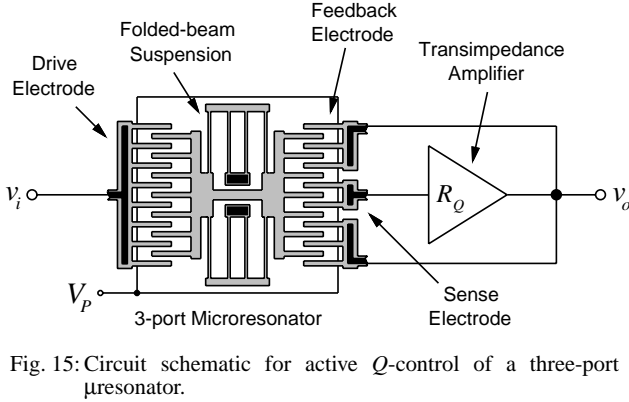 Feedback
Electrode
Folded-beam
Suspension
Transimpedance
Amplifier
Drive
Electrode
v_i
R_Q
v_o
V_P
3-port Microresonator
Sense
Electrode
Fig. 15: Circuit schematic for active Q-control of a three-port
μresonator.